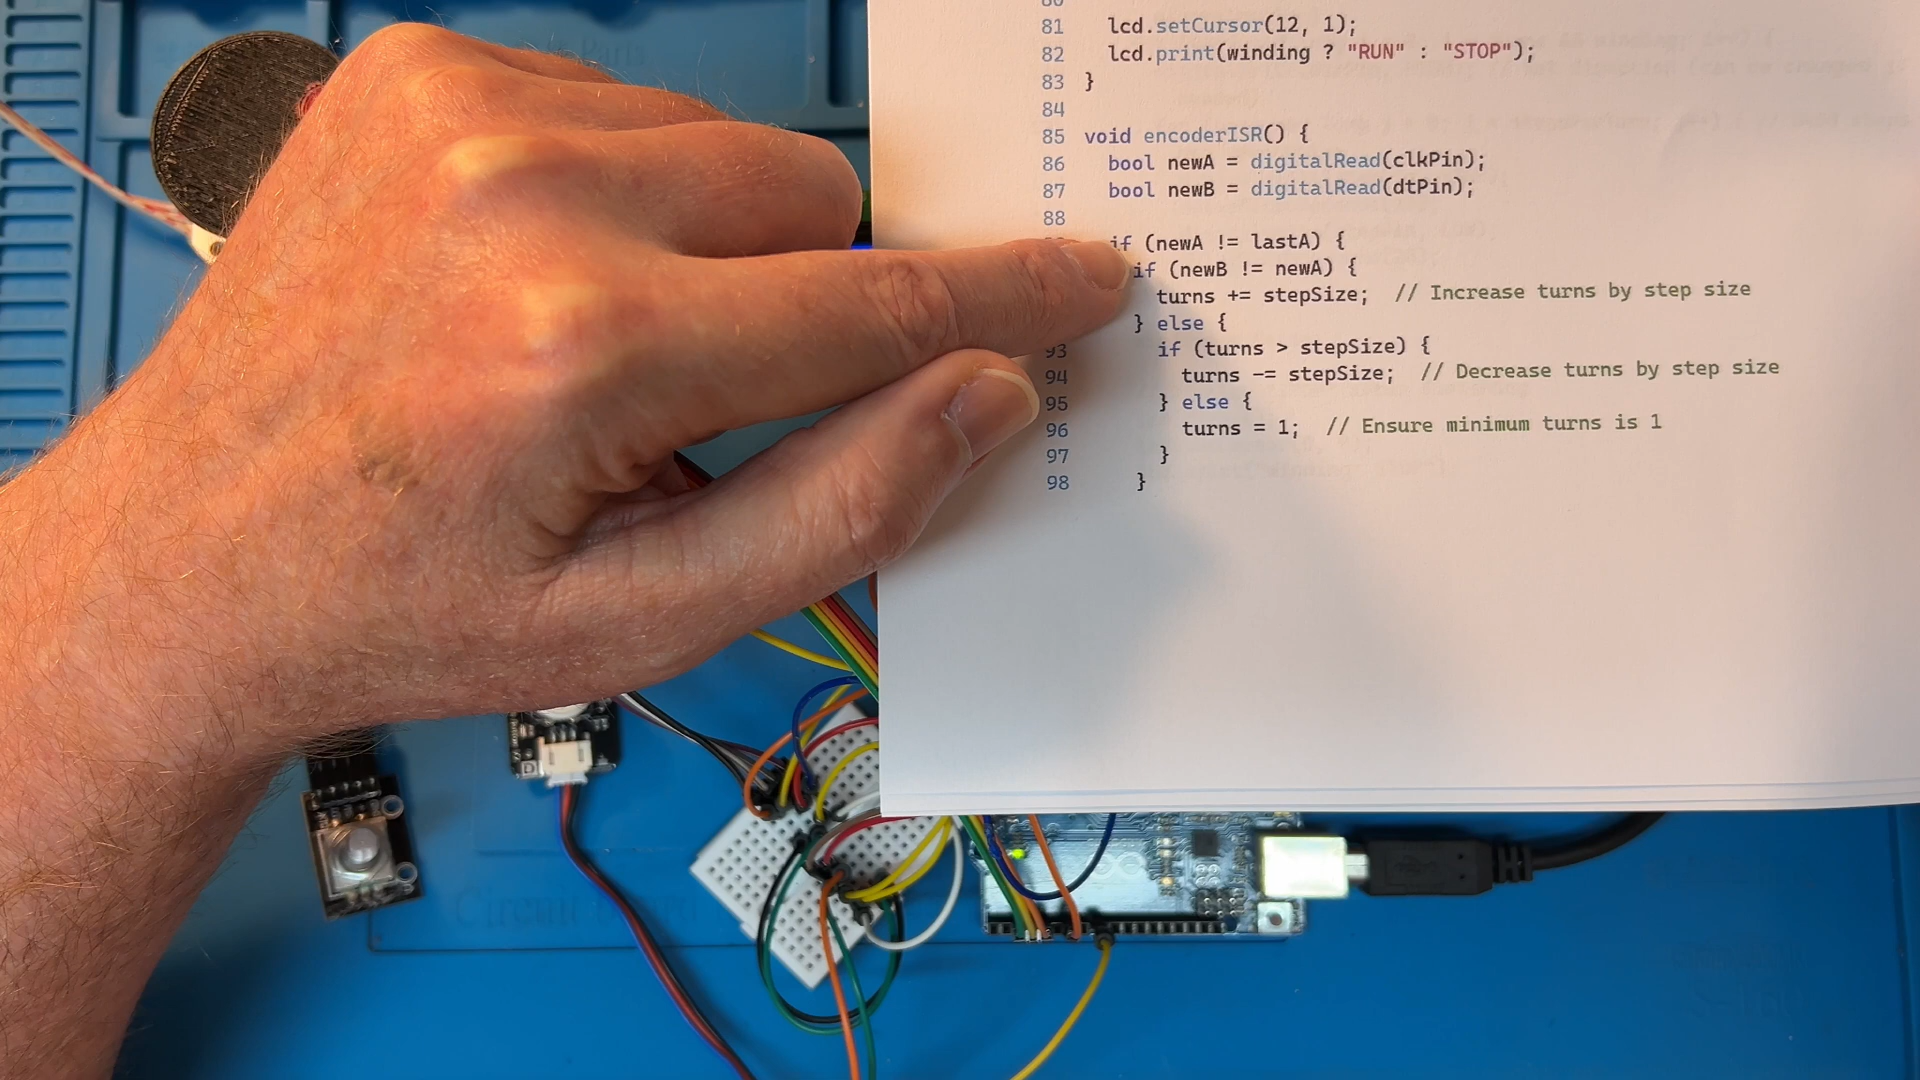 81 lcd.setCursor(12, 1);
82 lcd.print(winding ? "RUN" : "STOP");
83 }
84
85 void encoderISR() {
86 bool newA = digitalRead(clkPin);
87 bool newB = digitalRead(dtPin);
88
if (newA != lastA) {
if (newB != newA) {
turns += stepSize; // Increase turns by step size
} else {
93 if (turns > stepSize) {
94 turns -= stepSize; // Decrease turns by step size
95 } else {
96 turns = 1; // Ensure minimum turns is 1
97 }
98 }
Circuit Board